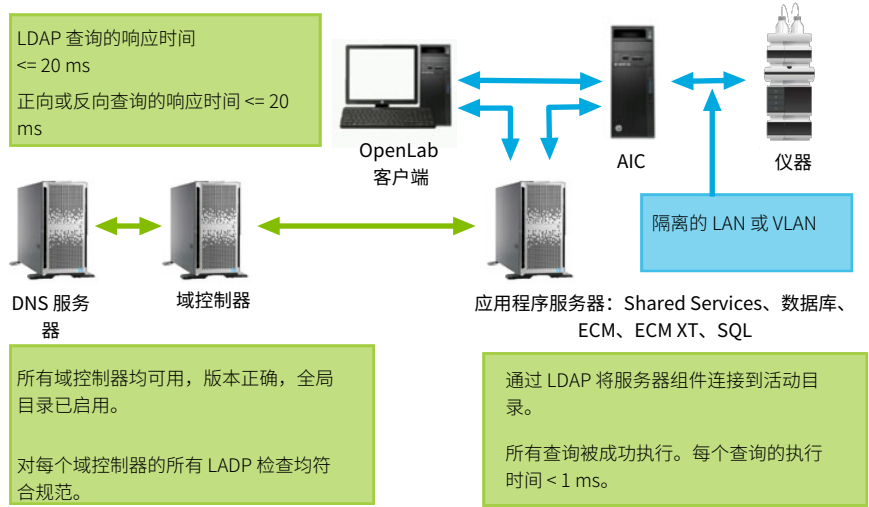 LDAP 查询的响应时间
<= 20 ms
正向或反向查询的响应时间 <= 20
ms
OpenLab
客户端
AIC
仪器
隔离的 LAN 或 VLAN
DNS 服务
器
域控制器
应用程序服务器：Shared Services、数据库、
ECM、ECM XT、SQL
所有域控制器均可用，版本正确，全局
目录已启用。
对每个域控制器的所有 LADP 检查均符
合规范。
通过 LDAP 将服务器组件连接到活动目
录。
所有查询被成功执行。每个查询的执行
时间 < 1 ms。